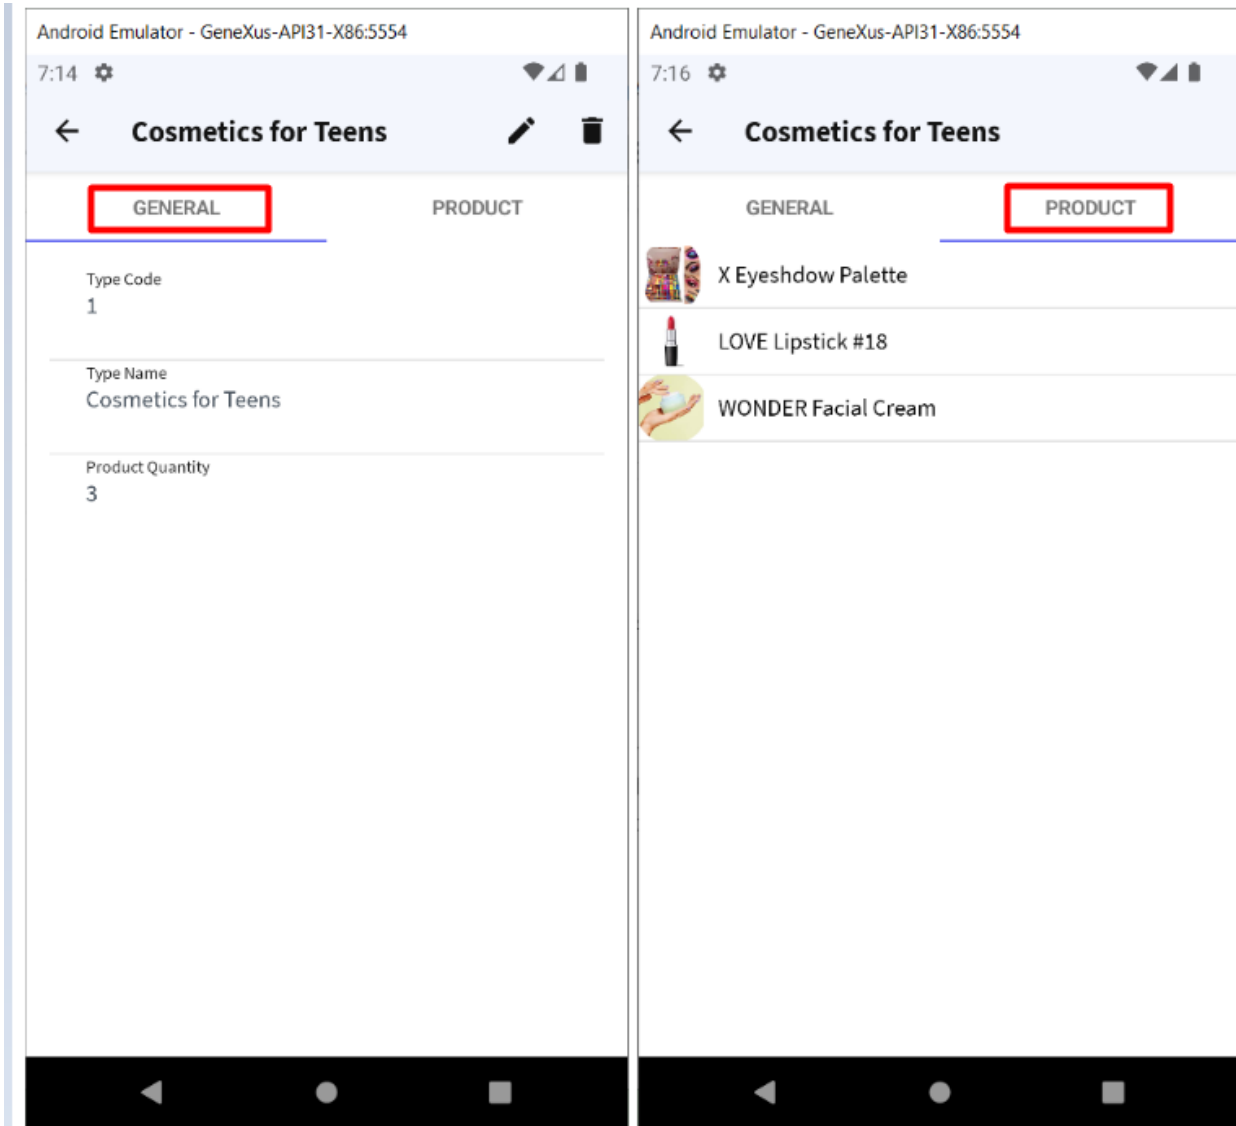 Android Emulator - GeneXus-API31-X86:5554
7:14
Cosmetics for Teens
GENERAL PRODUCT
Type Code
1
Type Name
Cosmetics for Teens
Product Quantity
3
Android Emulator - GeneXus-API31-X86:5554
7:16
Cosmetics for Teens
GENERAL PRODUCT
X Eyeshdow Palette
LOVE Lipstick #18
WONDER Facial Cream